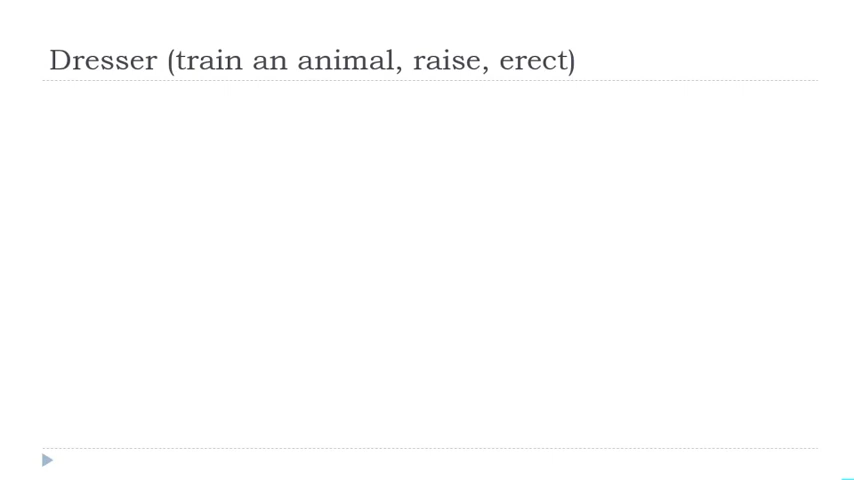 Dresser (train an animal, raise, erect)